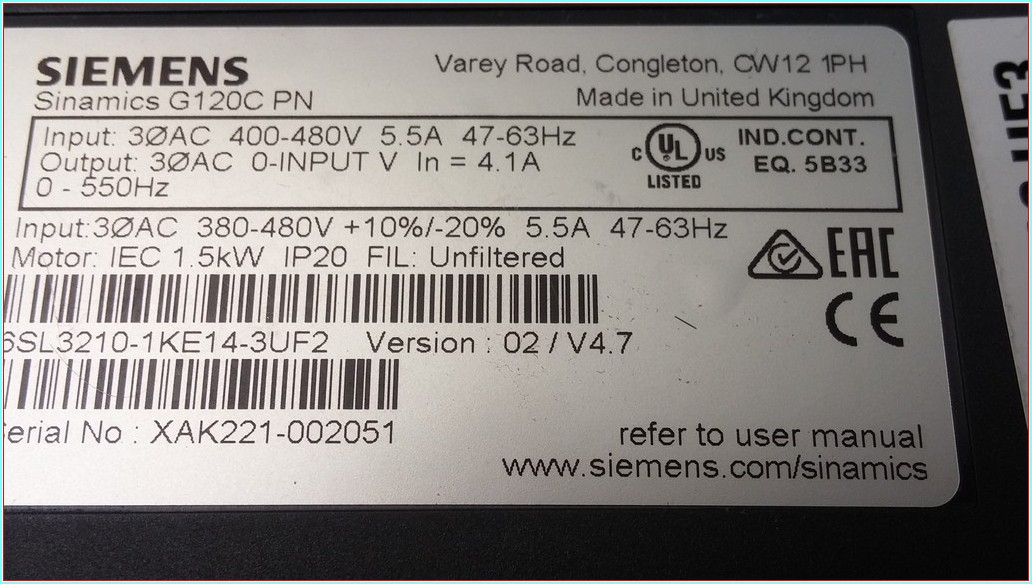 SIEMENS
Sinamics G120C PN
Varey Road, Congleton, CW12 1PH
Made in United Kingdom
Input: 3ØAC 400-480V 5.5A 47-63Hz
Output: 3ØAC 0-INPUT V In = 4.1A
0 - 550Hz
C UL US
LISTED
IND.CONT.
EQ. 5B33
Input:3ØAC 380-480V +10%/-20% 5.5A 47-63Hz
Motor: IEC 1.5kW IP20 FIL: Unfiltered
EAC
CE
6SL3210-1KE14-3UF2 Version : 02 / V4.7
Serial No : XAK221-002051
refer to user manual
www.siemens.com/sinamics